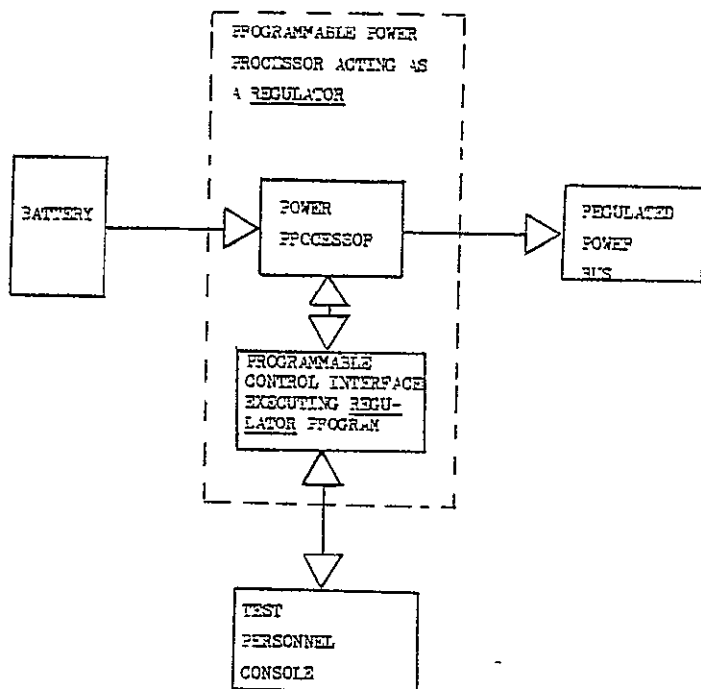 PROGRAMMABLE POWER
PROCESSOR ACTING AS
A REGULATOR
BATTERY
POWER
PROCESSOR
REGULATED
POWER
BUS
PROGRAMMABLE
CONTROL INTERFACE
EXECUTING REGU-
LATOR PROGRAM
TEST
PERSONNEL
CONSOLE